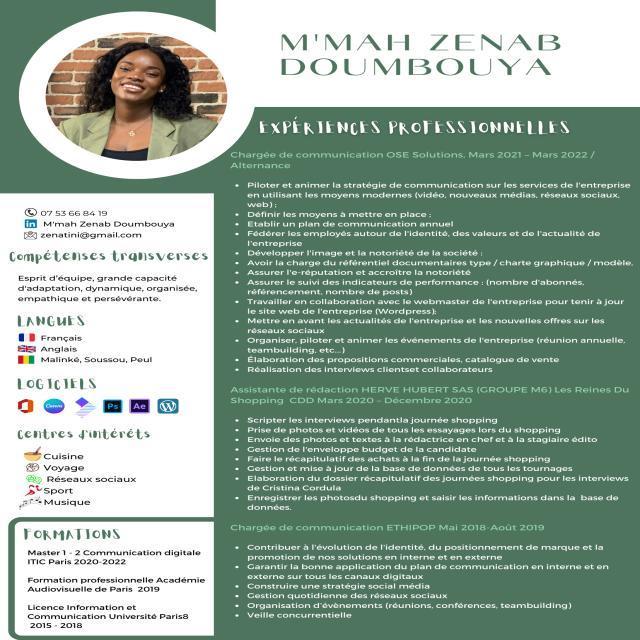 M'MAH ZENAB
DOUMBOUYA
EXPÉRIENCES PROFESSIONNELLES
Chargée de communication OSE Solutions, Mars 2021 – Mars 2022 /
Alternance
Piloter et animer la stratégie de communication sur les services de l'entreprise
en utilisant les moyens modernes (vidéo, nouveaux médias, réseaux sociaux,
web) ;
Définir les moyens à mettre en place ;
Etablir un plan de communication annuel
Fédérer les employés autour de l'identité, des valeurs et de l'actualité de
l'entreprise
Développer l'image et la notoriété de la société :
Avoir la charge du référentiel documentaires type / charte graphique / modèle.
Assurer l'e-réputation et accroître la notoriété
Assurer le suivi des indicateurs de performance : (nombre d'abonnés,
référencement, nombre de posts)
Travailler en collaboration avec le webmaster de l'entreprise pour tenir à jour
le site web de l'entreprise (Wordpress);
Mettre en avant les actualités de l'entreprise et les nouvelles offres sur les
réseaux sociaux
Organiser, piloter et animer les événements de l'entreprise (réunion annuelle,
teambuilding, etc...)
Élaboration des propositions commerciales, catalogue de vente
Réalisation des interviews clientset collaborateurs
Assistante de rédaction HERVE HUBERT SAS (GROUPE M6) Les Reines Du
Shopping CDD Mars 2020 – Décembre 2020
Scripter les interviews pendantla journée shopping
Prise de photos et vidéos de tous les essayages lors du shopping
Envoie des photos et textes à la rédactrice en chef et à la stagiaire édito
Gestion de l'enveloppe budget de la candidate
Faire le récapitulatif des achats à la fin de la journée shopping
Gestion et mise à jour de la base de données de tous les tournages
Elaboration du dossier récapitulatif des journées shopping pour les interviews
de Cristina Cordula
Enregistrer les photosdu shopping et saisir les informations dans la base de
données.
Chargée de communication ETHIPOP Mai 2018-Août 2019
Contribuer à l'évolution de l'identité, du positionnement de marque et la
promotion de nos solutions en interne et en externe
Garantir la bonne application du plan de communication en interne et en
externe sur tous les canaux digitaux
Construire une stratégie social média
Gestion quotidienne des réseaux sociaux
Organisation d'évènements (réunions, conférences, teambuilding)
Veille concurrentielle
07 53 66 84 19
in M'mah Zenab Doumbouya
zenatini@gmail.com
Compétenses transverses
Esprit d'équipe, grande capacité
d'adaptation, dynamique, organisée,
empathique et persévérante.
LANGUES
Français
Anglais
Malinké, Soussou, Peul
LOGICIELS
Canva Ps Ae
Centres d'intérêts
Cuisine
Voyage
Réseaux sociaux
Sport
Musique
FORMATIONS
Master 1 - 2 Communication digitale
ITIC Paris 2020-2022
Formation professionnelle Académie
Audiovisuelle de Paris 2019
Licence Information et
Communication Université Paris8
2015 - 2018